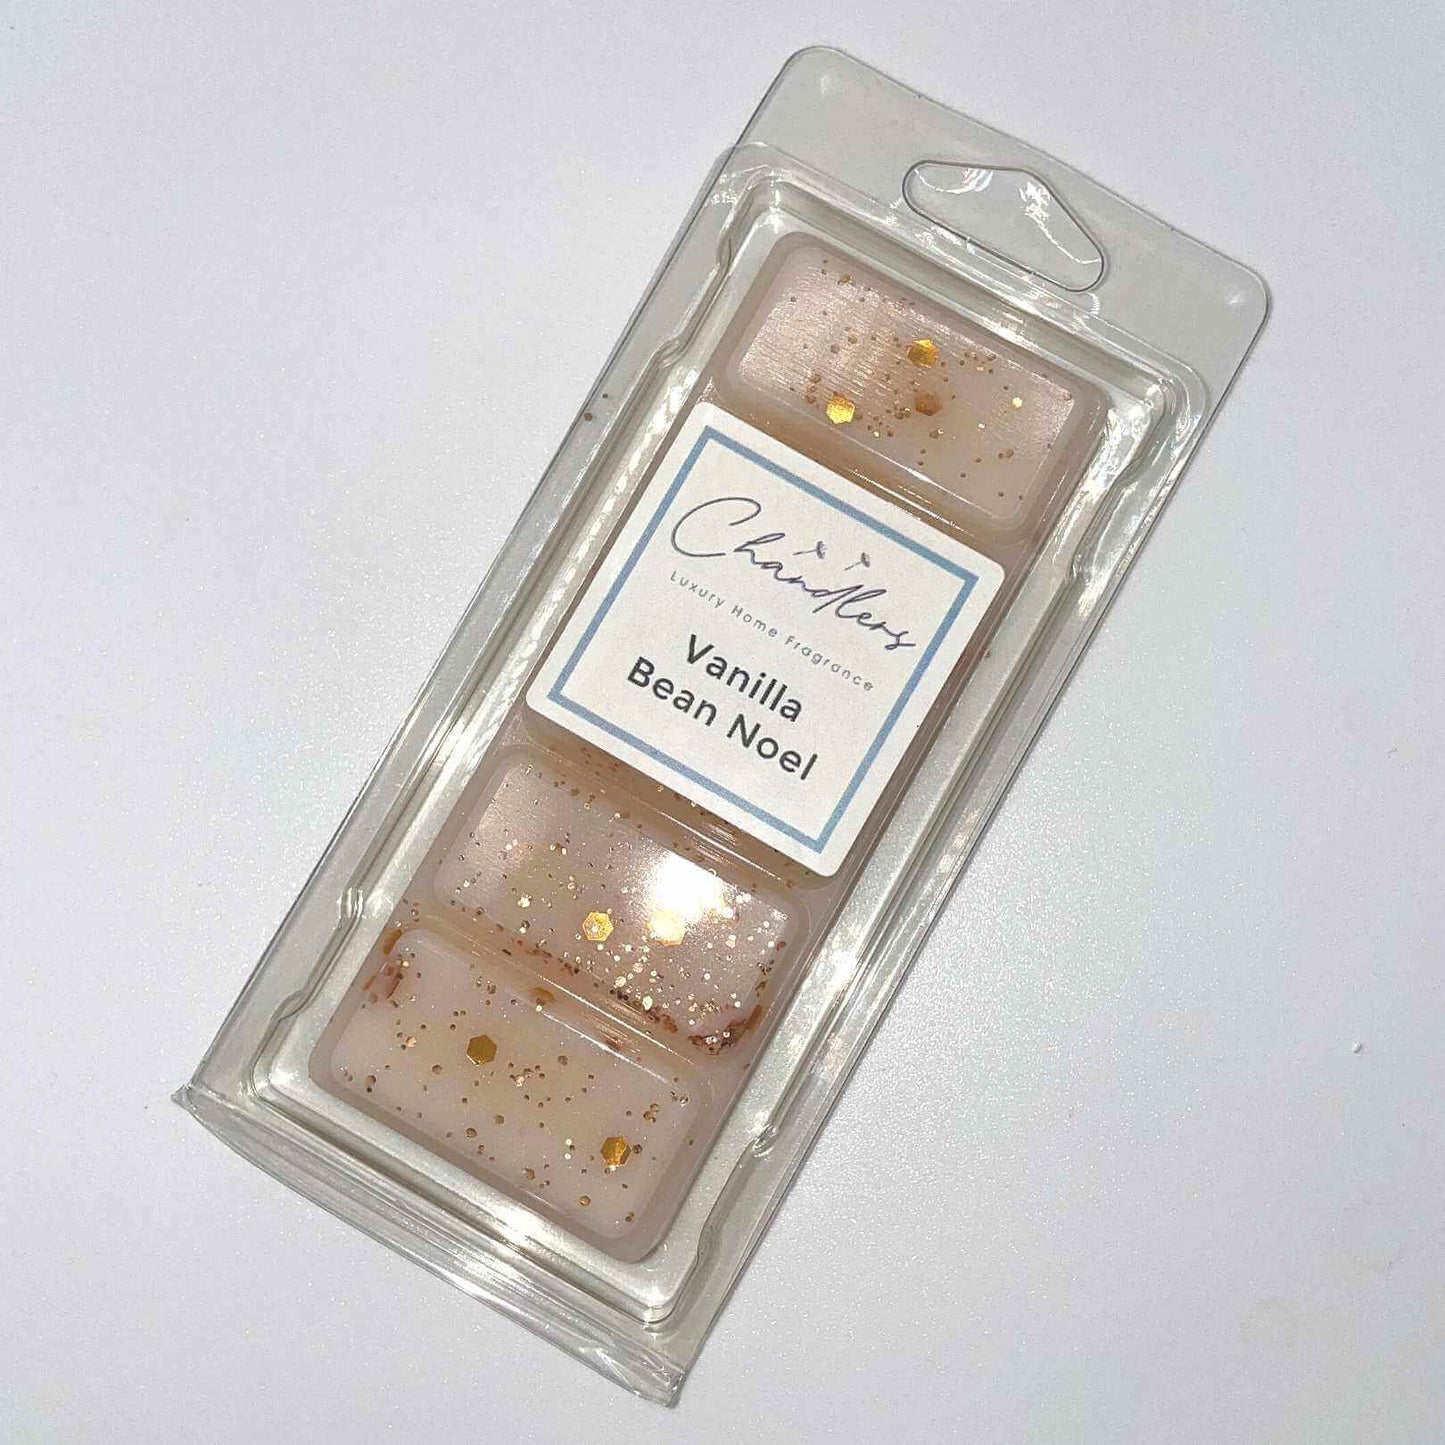 Chandlers
Luxury Home Fragrance
Vanilla
Bean Noel